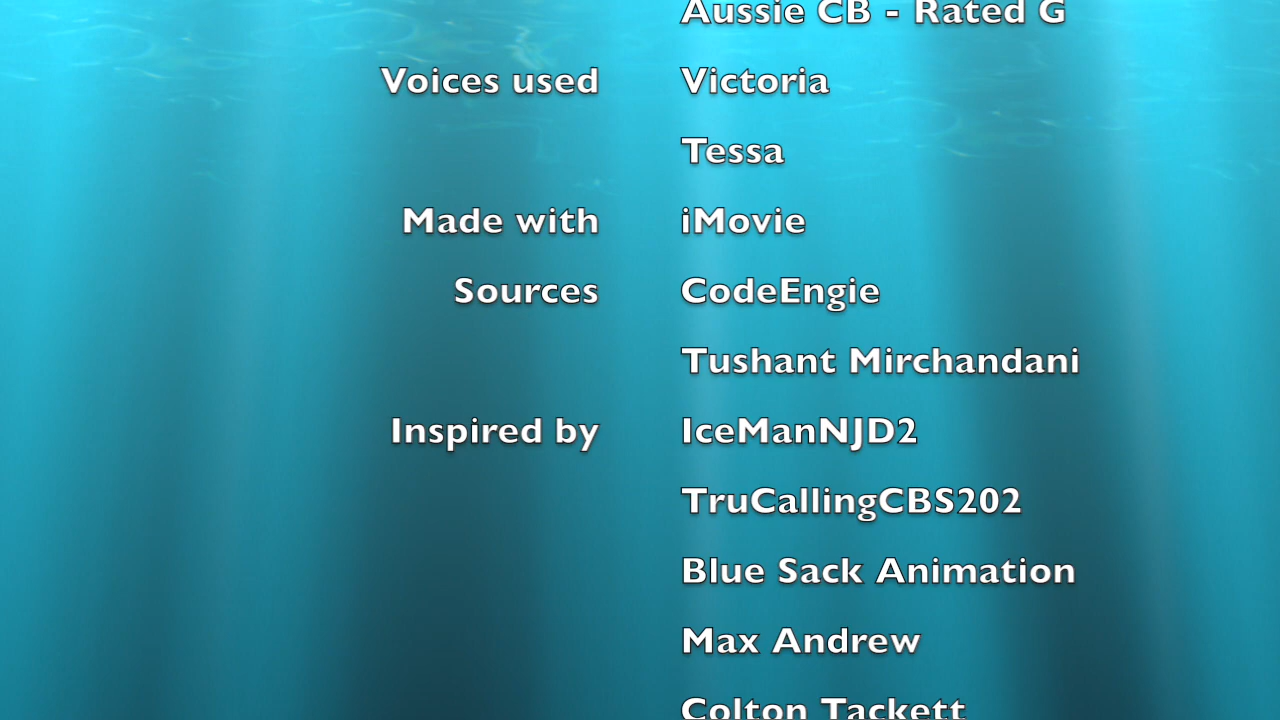 Aussie CB - Rated G
Voices used Victoria
Tessa
Made with iMovie
Sources CodeEngie
Tushant Mirchandani
Inspired by IceManNJD2
TruCallingCBS202
Blue Sack Animation
Max Andrew
Colton Tackett